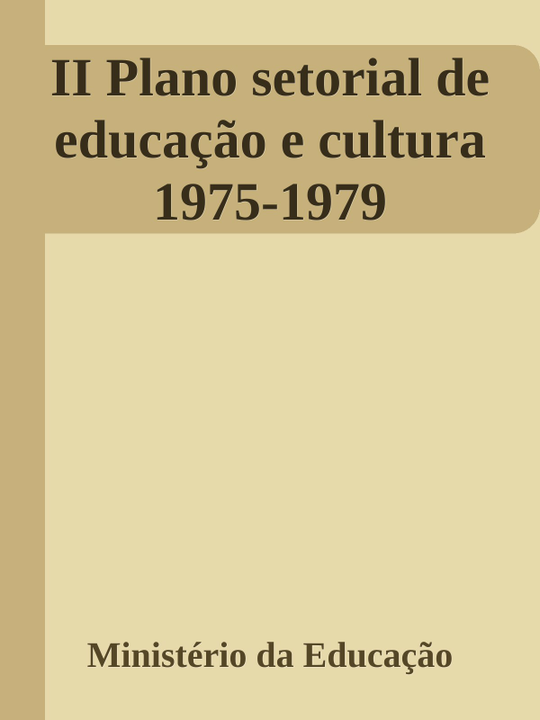 II Plano setorial de
educação e cultura
1975-1979
Ministério da Educação